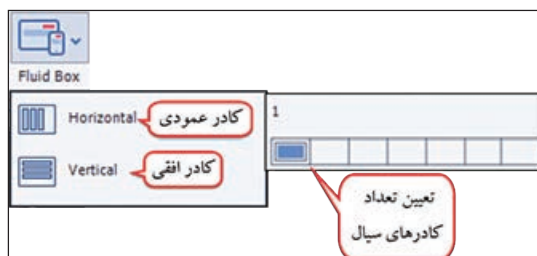 Fluid Box
Horizontal
کادر عمودی
1
Vertical
کادر افقی
تعیین تعداد
کادرهای سیال